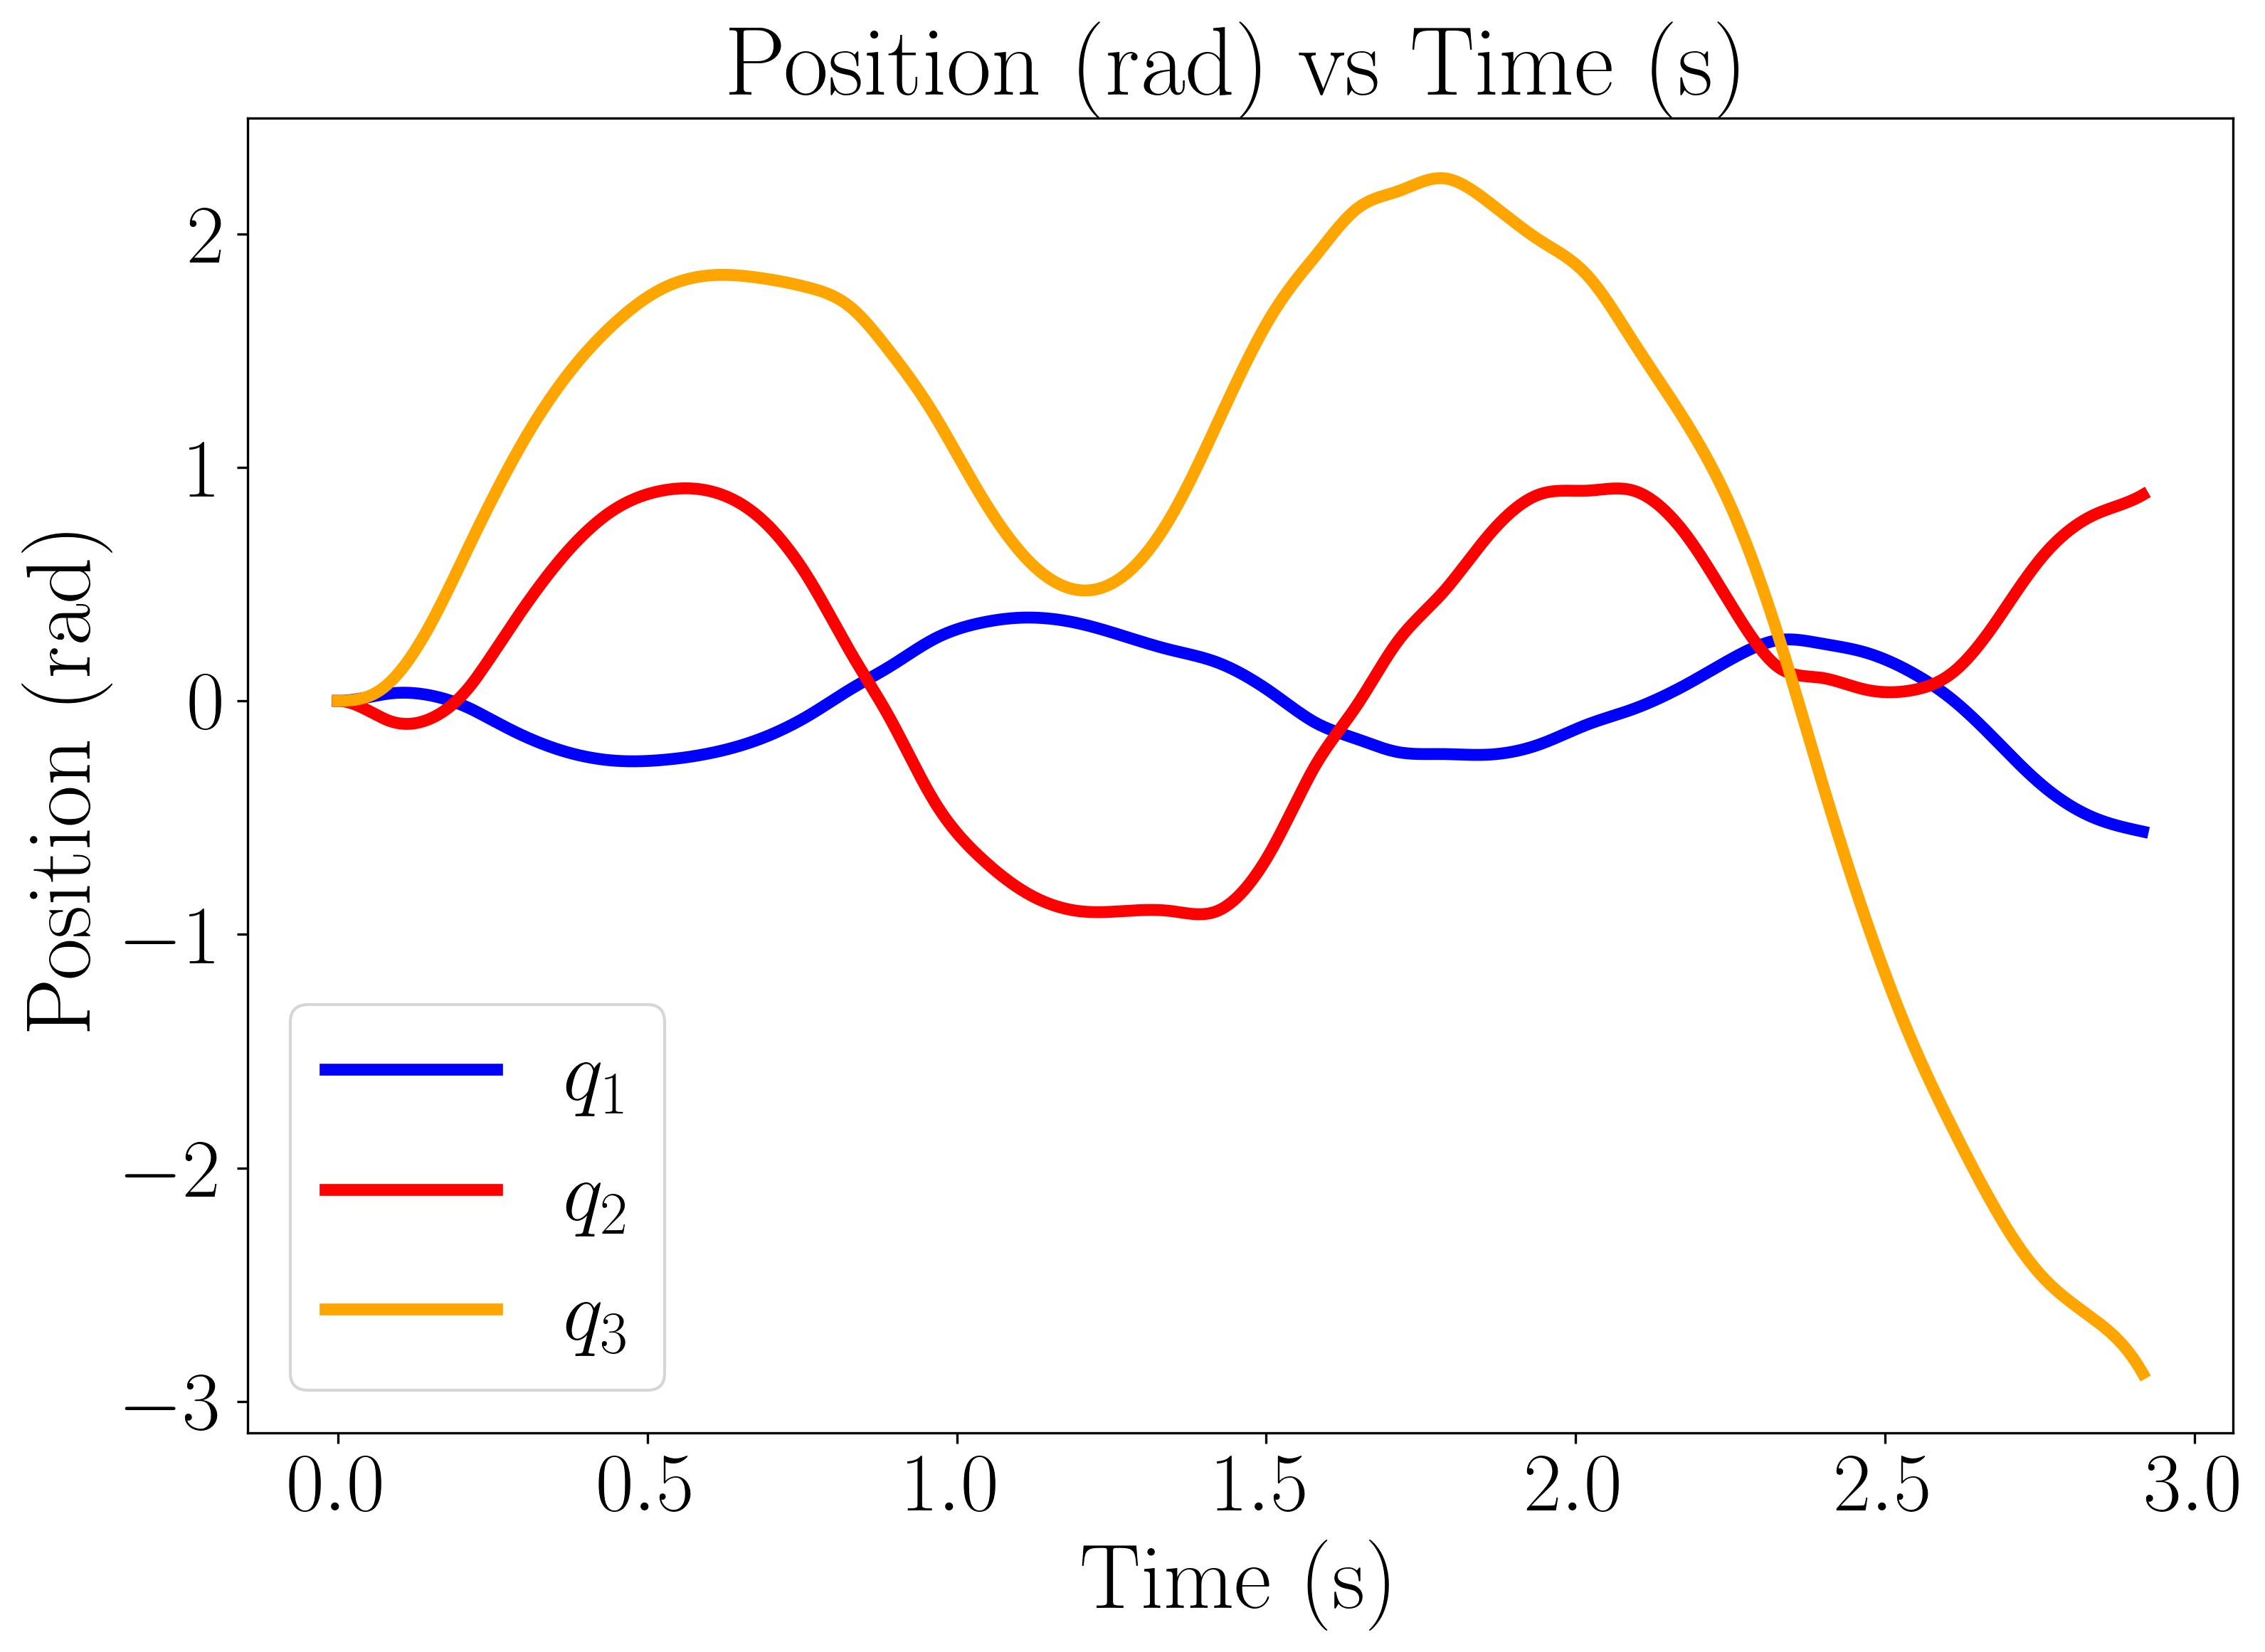 Position (rad) vs Time (s)
Position (rad)
2
1
0
−1
−2
−3
q₁
q₂
q₃
0.0 0.5 1.0 1.5 2.0 2.5 3.0
Time (s)